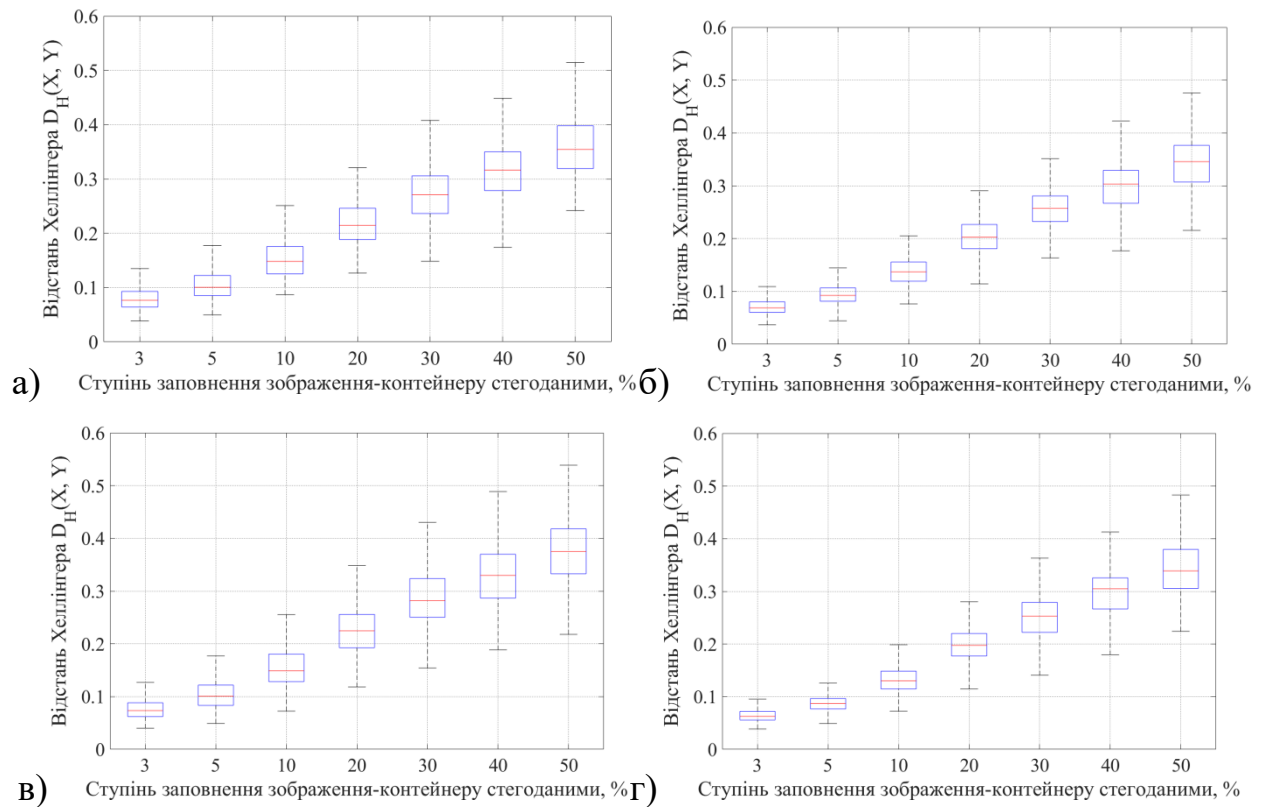 0.6
0.5
0.4
0.3
0.2
0.1
0
Відстань Хеллінгера D_H(X, Y)
3 5 10 20 30 40 50
а) Ступінь заповнення зображення-контейнеру стегоданими, %
0.6
0.5
0.4
0.3
0.2
0.1
0
Відстань Хеллінгера D_H(X, Y)
3 5 10 20 30 40 50
б) Ступінь заповнення зображення-контейнеру стегоданими, %
0.6
0.5
0.4
0.3
0.2
0.1
0
Відстань Хеллінгера D_H(X, Y)
3 5 10 20 30 40 50
в) Ступінь заповнення зображення-контейнеру стегоданими, %
0.6
0.5
0.4
0.3
0.2
0.1
0
Відстань Хеллінгера D_H(X, Y)
3 5 10 20 30 40 50
г) Ступінь заповнення зображення-контейнеру стегоданими, %